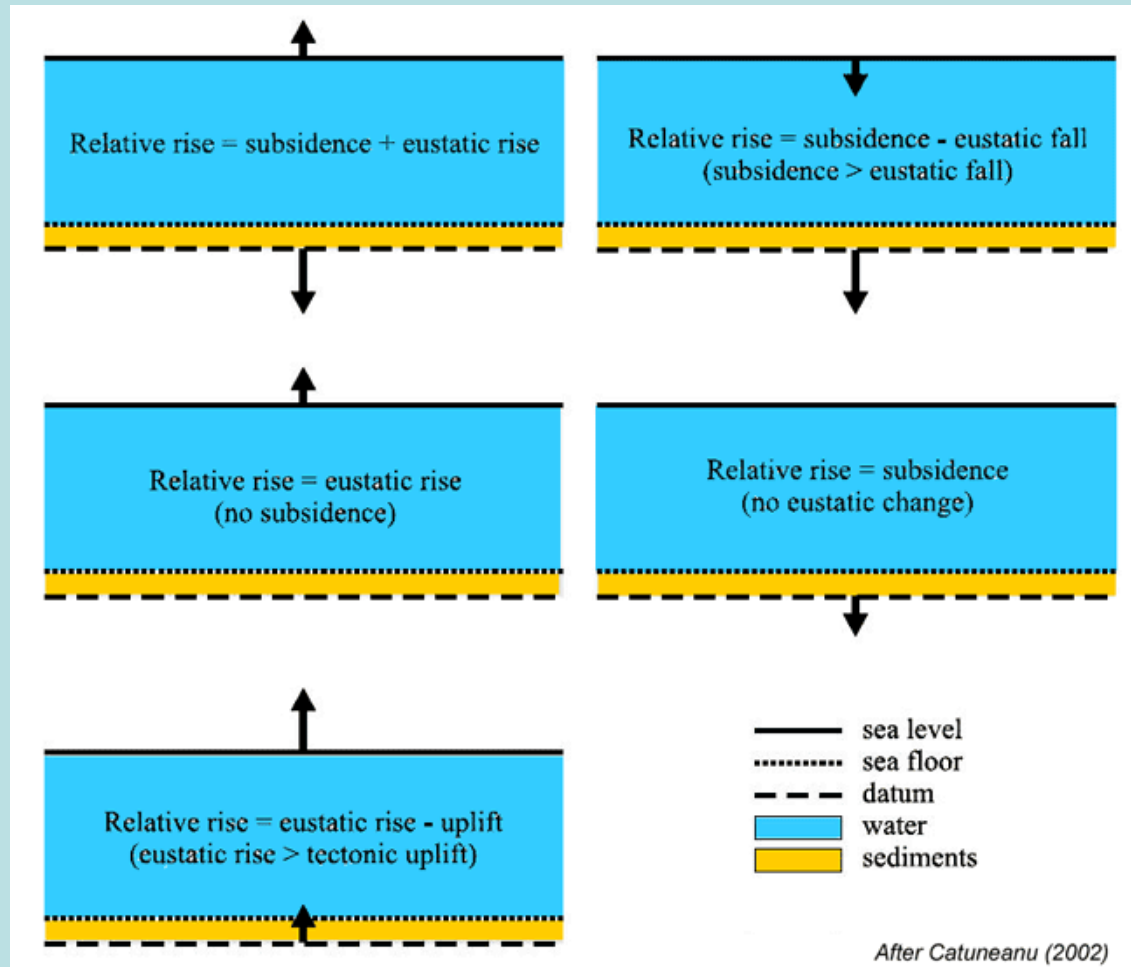 Relative rise = subsidence + eustatic rise
Relative rise = subsidence - eustatic fall
(subsidence > eustatic fall)
Relative rise = eustatic rise
(no subsidence)
Relative rise = subsidence
(no eustatic change)
Relative rise = eustatic rise - uplift
(eustatic rise > tectonic uplift)
sea level
sea floor
datum
water
sediments
After Catuneanu (2002)